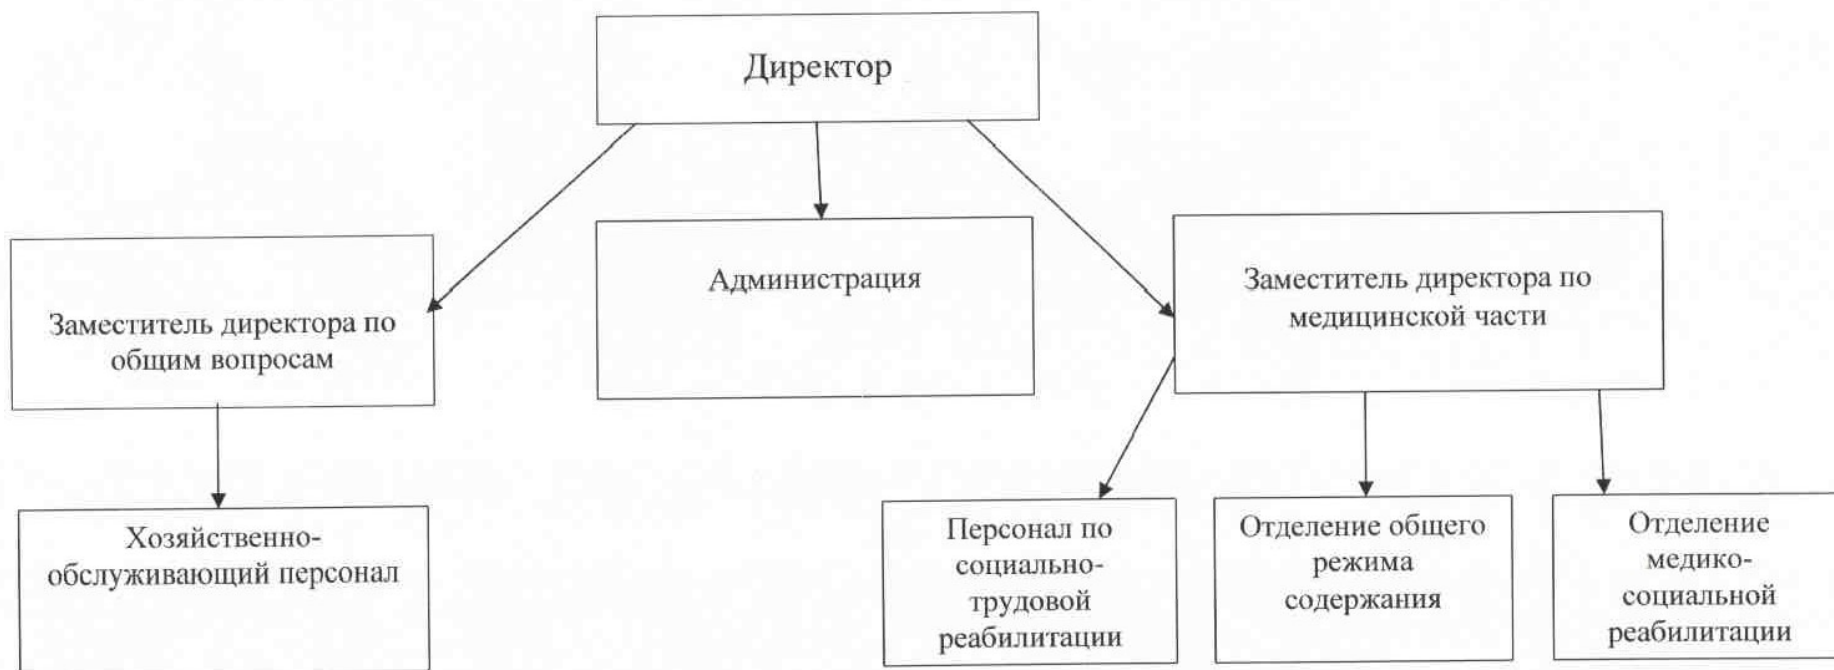 Директор
Администрация
Заместитель директора по
медицинской части
Заместитель директора по
общим вопросам
Хозяйственно-
обслуживающий персонал
Персонал по
социально-
трудовой
реабилитации
Отделение общего
режима
содержания
Отделение
медико-
социальной
реабилитации